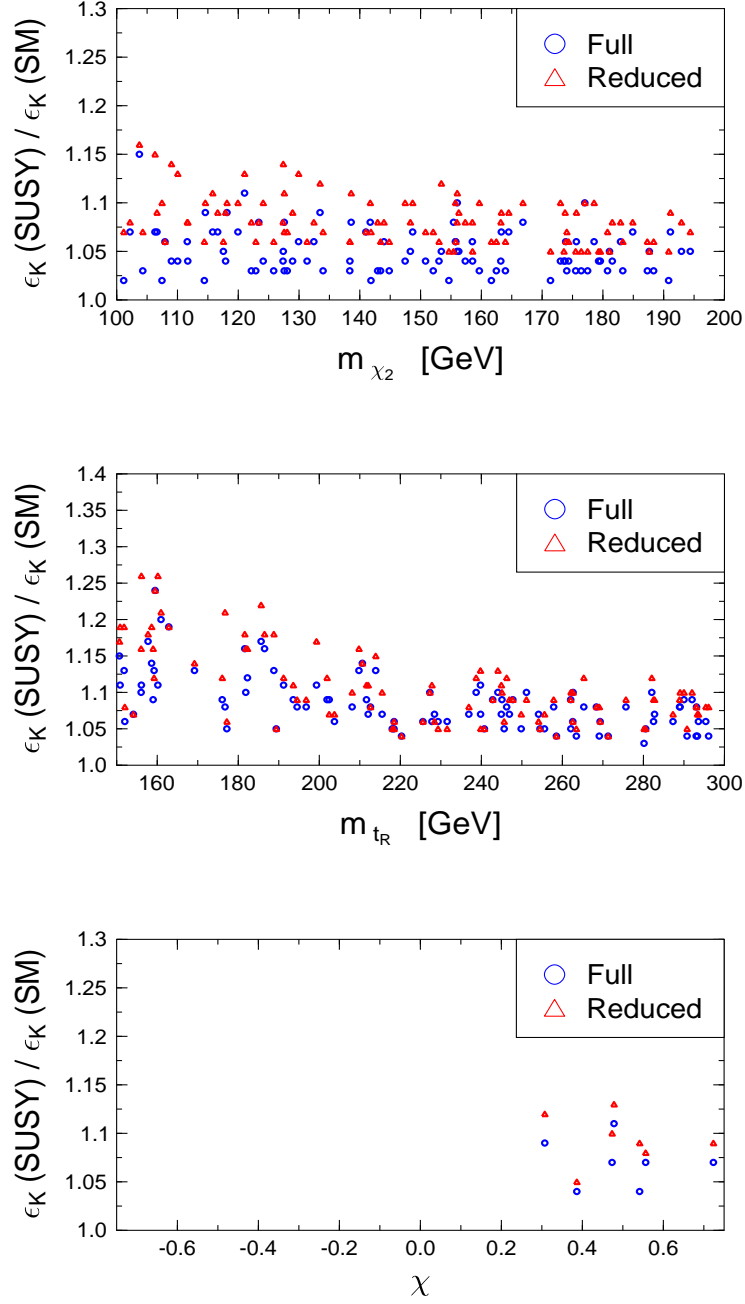 1.3
1.25
1.2
1.15
1.1
1.05
1.0
ϵK (SUSY) / ϵK (SM)
Full
Reduced
100 110 120 130 140 150 160 170 180 190 200
m χ2 [GeV]
1.4
1.35
1.3
1.25
1.2
1.15
1.1
1.05
1.0
ϵK (SUSY) / ϵK (SM)
Full
Reduced
160 180 200 220 240 260 280 300
m tR [GeV]
1.3
1.25
1.2
1.15
1.1
1.05
1.0
ϵK (SUSY) / ϵK (SM)
Full
Reduced
-0.6 -0.4 -0.2 0.0 0.2 0.4 0.6
χ